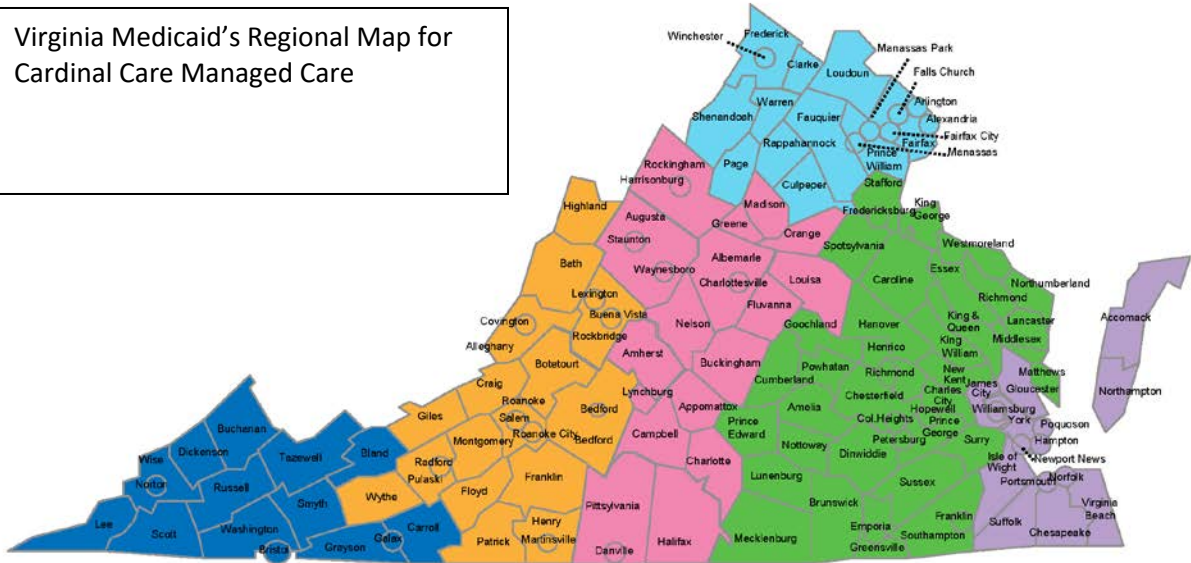 Virginia Medicaid's Regional Map for
Cardinal Care Managed Care
Winchester
Frederick
Clarke
Loudoun
Manassas Park
Falls Church
Arlington
Alexandria
Fairfax City
Fairfax
Manassas
Warren
Shenandoah
Fauquier
Rappahannock
Prince
William
Page
Culpeper
Stafford
Rockingham
Harrisonburg
Madison
Greene
Orange
Fredericksburg
King
George
Highland
Augusta
Staunton
Spotsylvania
Westmoreland
Bath
Waynesboro
Albemarle
Charlottesville
Louisa
Caroline
Essex
Northumberland
Richmond
Lexington
Buena Vista
Fluvanna
Accomack
Covington
Alleghany
Rockbridge
Nelson
Goochland
Hanover
King &
Queen
Lancaster
Middlesex
Botetourt
Amherst
Buckingham
Henrico
King
William
Craig
Roanoke
Lynchburg
Cumberland
Powhatan
Richmond
New
Kent
James
City
Matthews
Gloucester
Northampton
Giles
Salem
Roanoke City
Bedford
Bedford
Appomattox
Amelia
Chesterfield
Charles
City
Williamsburg
Buchanan
Montgomery
Campbell
Prince
Edward
Col.Heights
Hopewell
Prince
George
York
Poquoson
Hampton
Newport News
Dickenson
Tazewell
Bland
Radford
Pulaski
Nottoway
Petersburg
Dinwiddie
Surry
Isle of
Wight
Wise
Norton
Russell
Smyth
Wythe
Floyd
Franklin
Charlotte
Lunenburg
Sussex
Portsmouth
Norfolk
Lee
Scott
Washington
Bristol
Grayson
Galax
Carroll
Patrick
Henry
Martinsville
Pittsylvania
Danville
Halifax
Mecklenburg
Brunswick
Emporia
Greensville
Franklin
Southampton
Suffolk
Chesapeake
Virginia
Beach